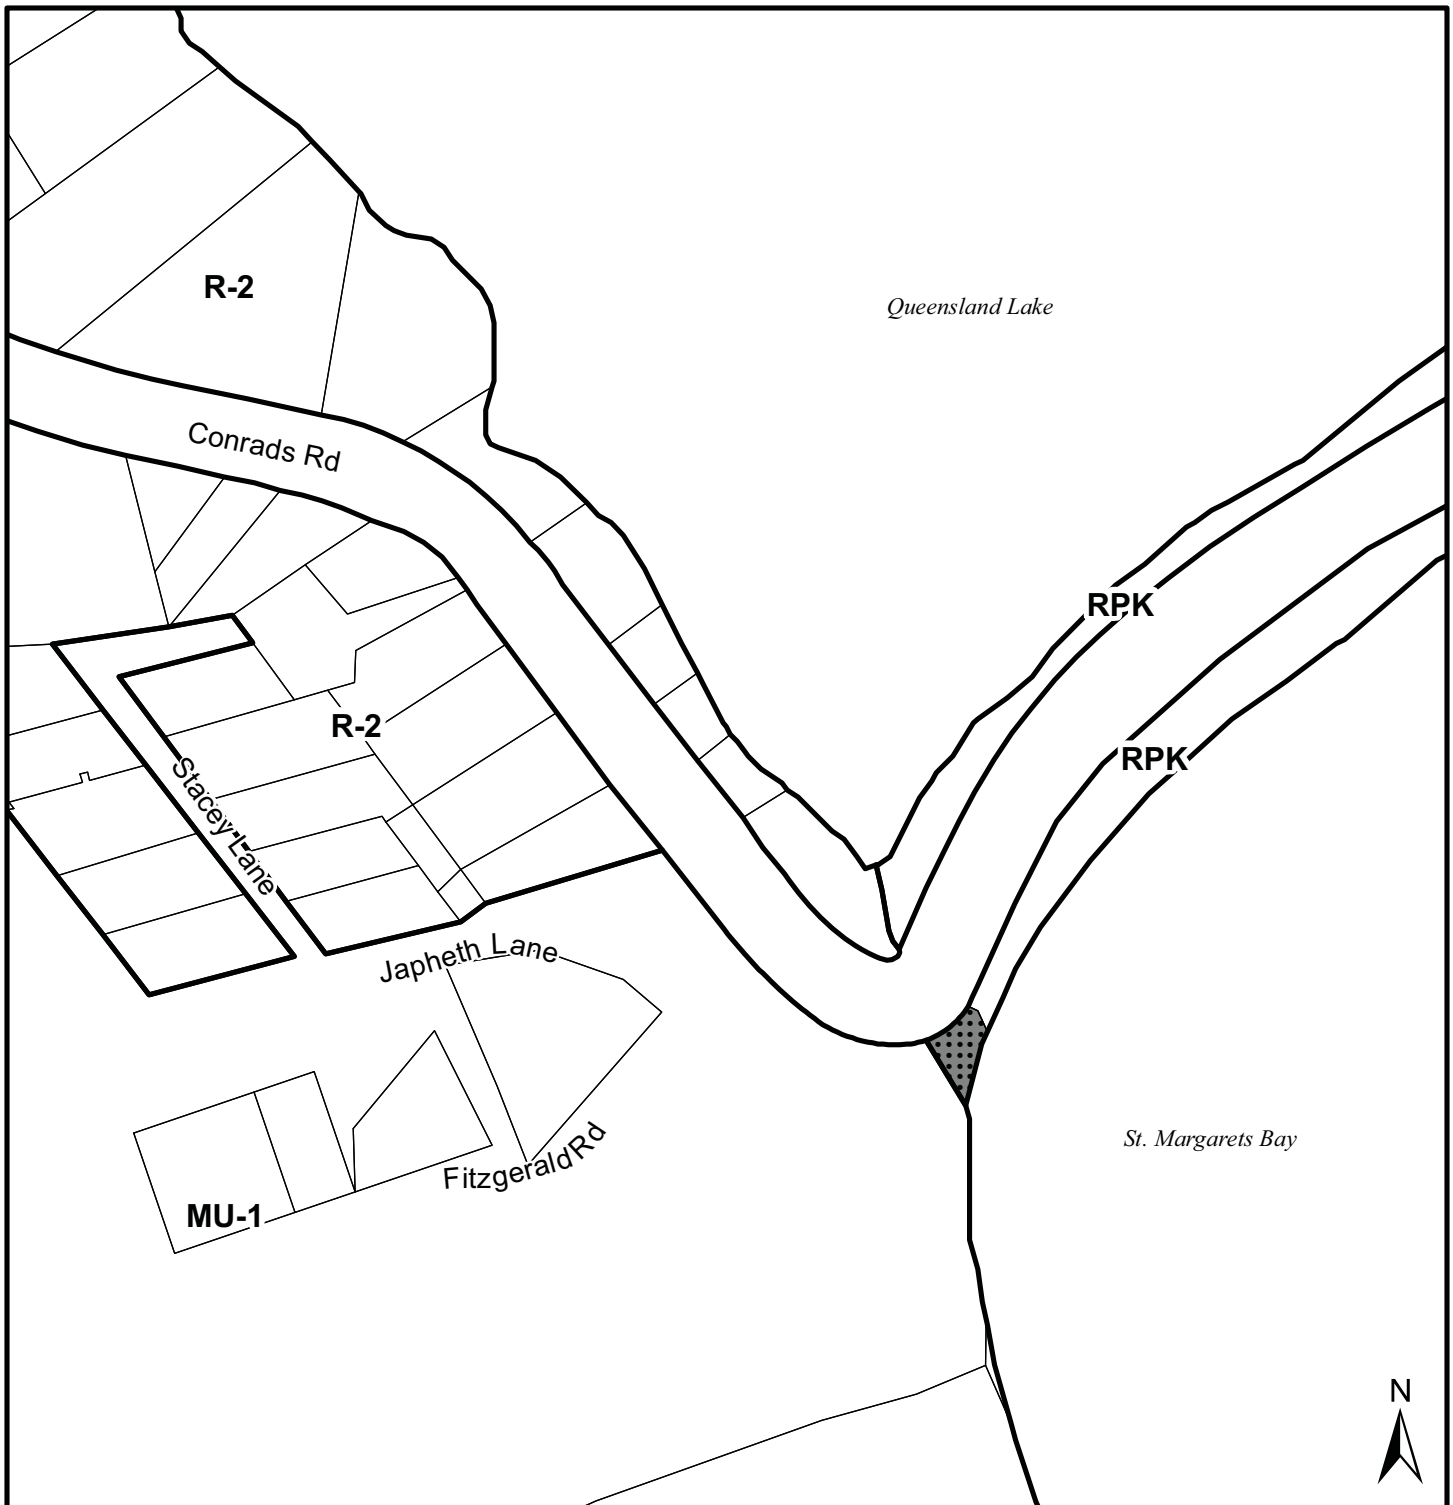 R-2
Queensland Lake
Conrads Rd
RPK
R-2
RPK
Stacey Lane
Japheth Lane
St. Margarets Bay
Fitzgerald Rd
MU-1
N